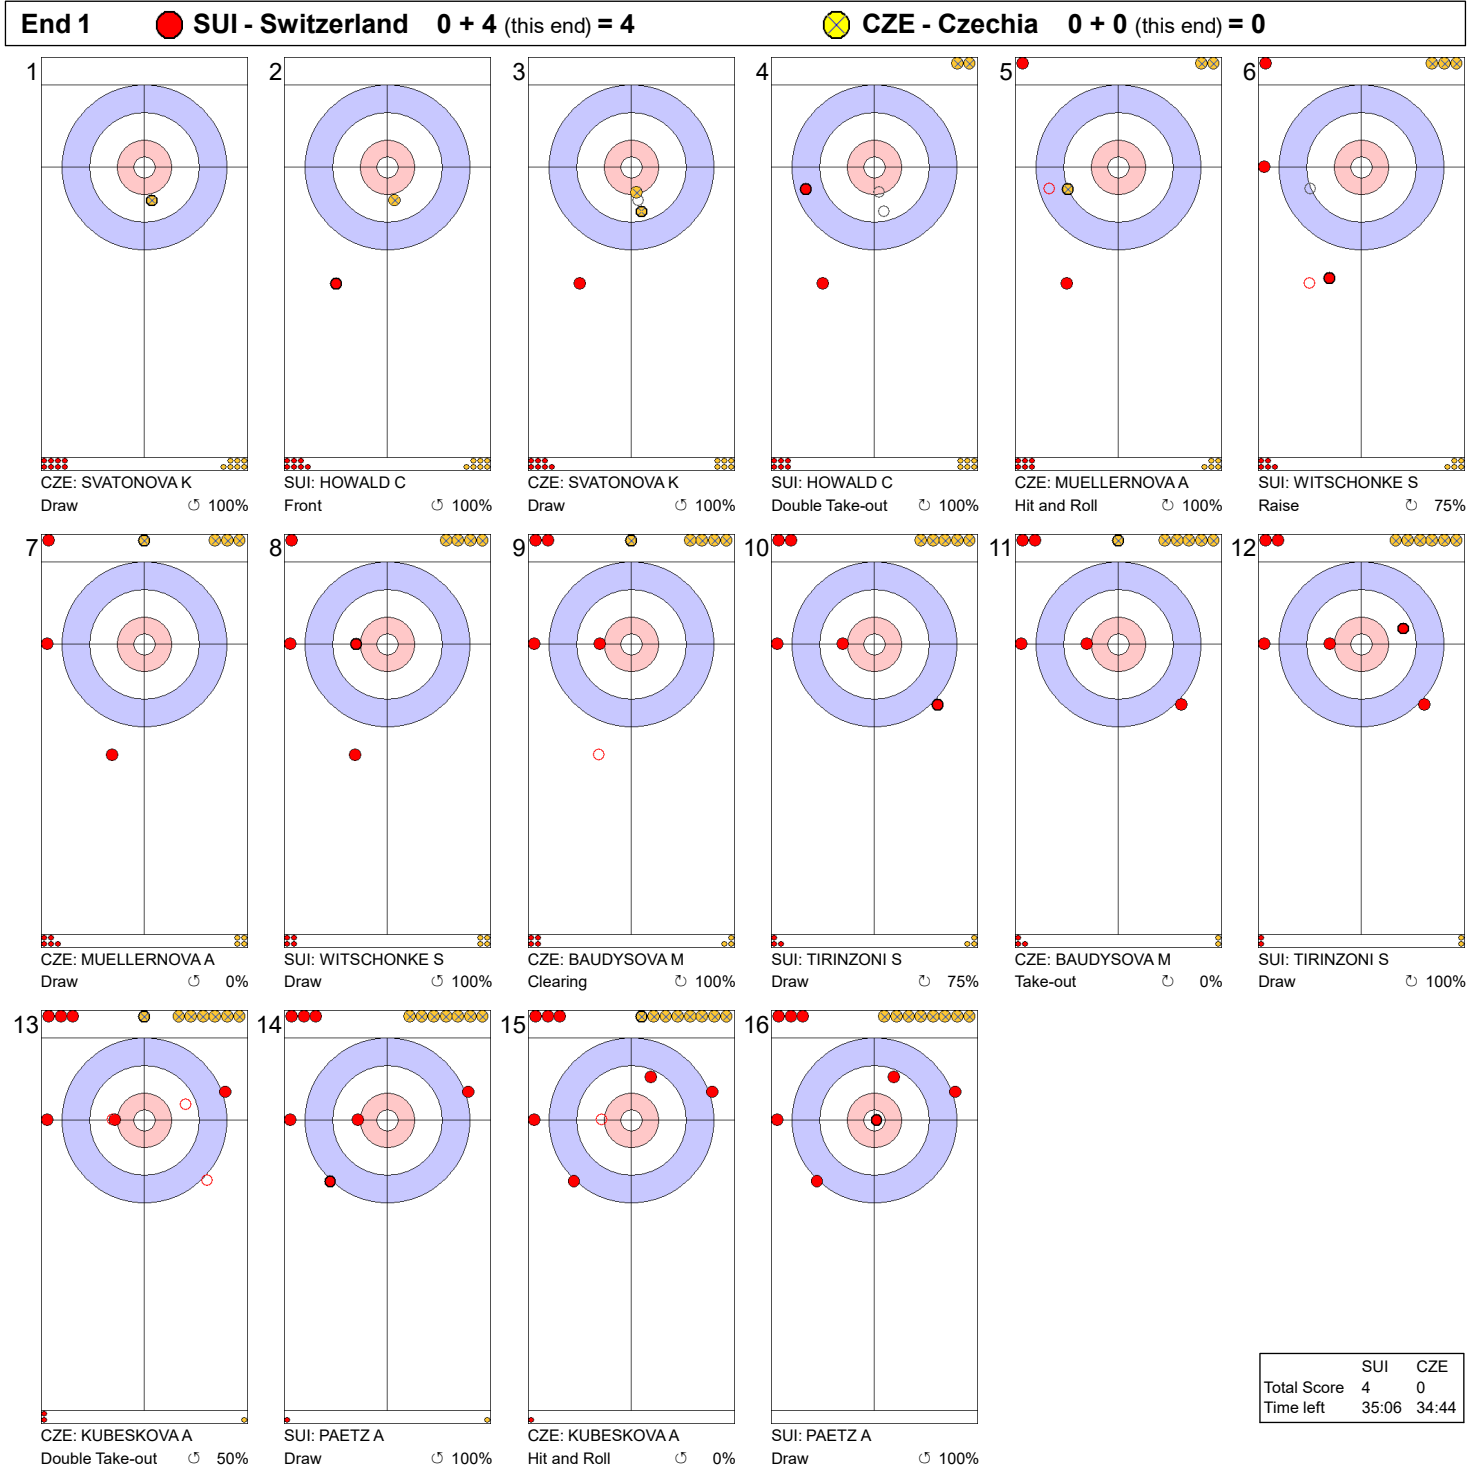 End 1 SUI - Switzerland 0 + 4 (this end) = 4 CZE - Czechia 0 + 0 (this end) = 0
1 2 3 4 5 6
CZE: SVATONOVA K SUI: HOWALD C CZE: SVATONOVA K SUI: HOWALD C CZE: MUELLERNOVA A SUI: WITSCHONKE S
Draw 100% Front 100% Draw 100% Double Take-out 100% Hit and Roll 100% Raise 75%
7 8 9 10 11 12
CZE: MUELLERNOVA A SUI: WITSCHONKE S CZE: BAUDYSOVA M SUI: TIRINZONI S CZE: BAUDYSOVA M SUI: TIRINZONI S
Draw 0% Draw 100% Clearing 100% Draw 75% Take-out 0% Draw 100%
13 14 15 16
SUI CZE
Total Score 4 0
Time left 35:06 34:44
CZE: KUBESKOVA A SUI: PAETZ A CZE: KUBESKOVA A SUI: PAETZ A
Double Take-out 50% Draw 100% Hit and Roll 0% Draw 100%